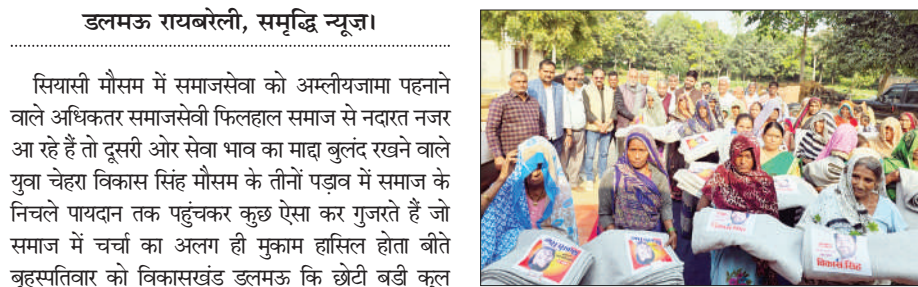 डलमऊ रायबरेली, समृद्धि न्यूज़।
सियासी मौसम में समाजसेवा को अम्लीयजामा पहनाने
वाले अधिकतर समाजसेवी फिलहाल समाज से नदारत नजर
आ रहे हैं तो दूसरी ओर सेवा भाव का माद्दा बुलंद रखने वाले
युवा चेहरा विकास सिंह मौसम के तीनों पड़ाव में समाज के
निचले पायदान तक पहुंचकर कुछ ऐसा कर गुजरते हैं जो
समाज में चर्चा का अलग ही मुकाम हासिल होता बीते
बृहस्पतिवार को विकासखंड डलमऊ कि छोटी बड़ी कुल
विकास सिंह